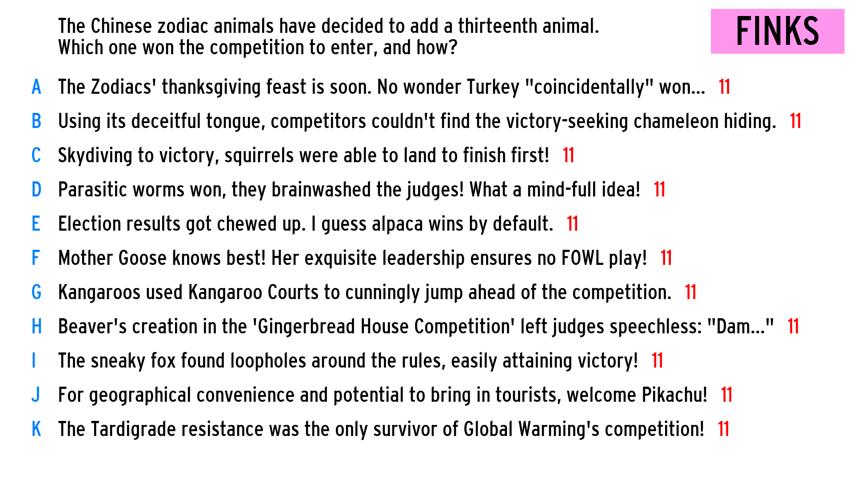 The Chinese zodiac animals have decided to add a thirteenth animal.
Which one won the competition to enter, and how?
FINKS
A The Zodiacs' thanksgiving feast is soon. No wonder Turkey "coincidentally" won... 11
B Using its deceitful tongue, competitors couldn't find the victory-seeking chameleon hiding. 11
C Skydiving to victory, squirrels were able to land to finish first! 11
D Parasitic worms won, they brainwashed the judges! What a mind-full idea! 11
E Election results got chewed up. I guess alpaca wins by default. 11
F Mother Goose knows best! Her exquisite leadership ensures no FOWL play! 11
G Kangaroos used Kangaroo Courts to cunningly jump ahead of the competition. 11
H Beaver's creation in the 'Gingerbread House Competition' left judges speechless: "Dam..." 11
I The sneaky fox found loopholes around the rules, easily attaining victory! 11
J For geographical convenience and potential to bring in tourists, welcome Pikachu! 11
K The Tardigrade resistance was the only survivor of Global Warming's competition! 11